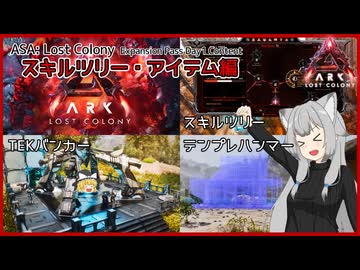 ASA: Lost Colony Expansion Pass Day1 Content
スキルツリー・アイテム編
ARK
LOST COLONY
ARK
LOST COLONY
スキルツリー
TEKバンカー
テンプレハンマー